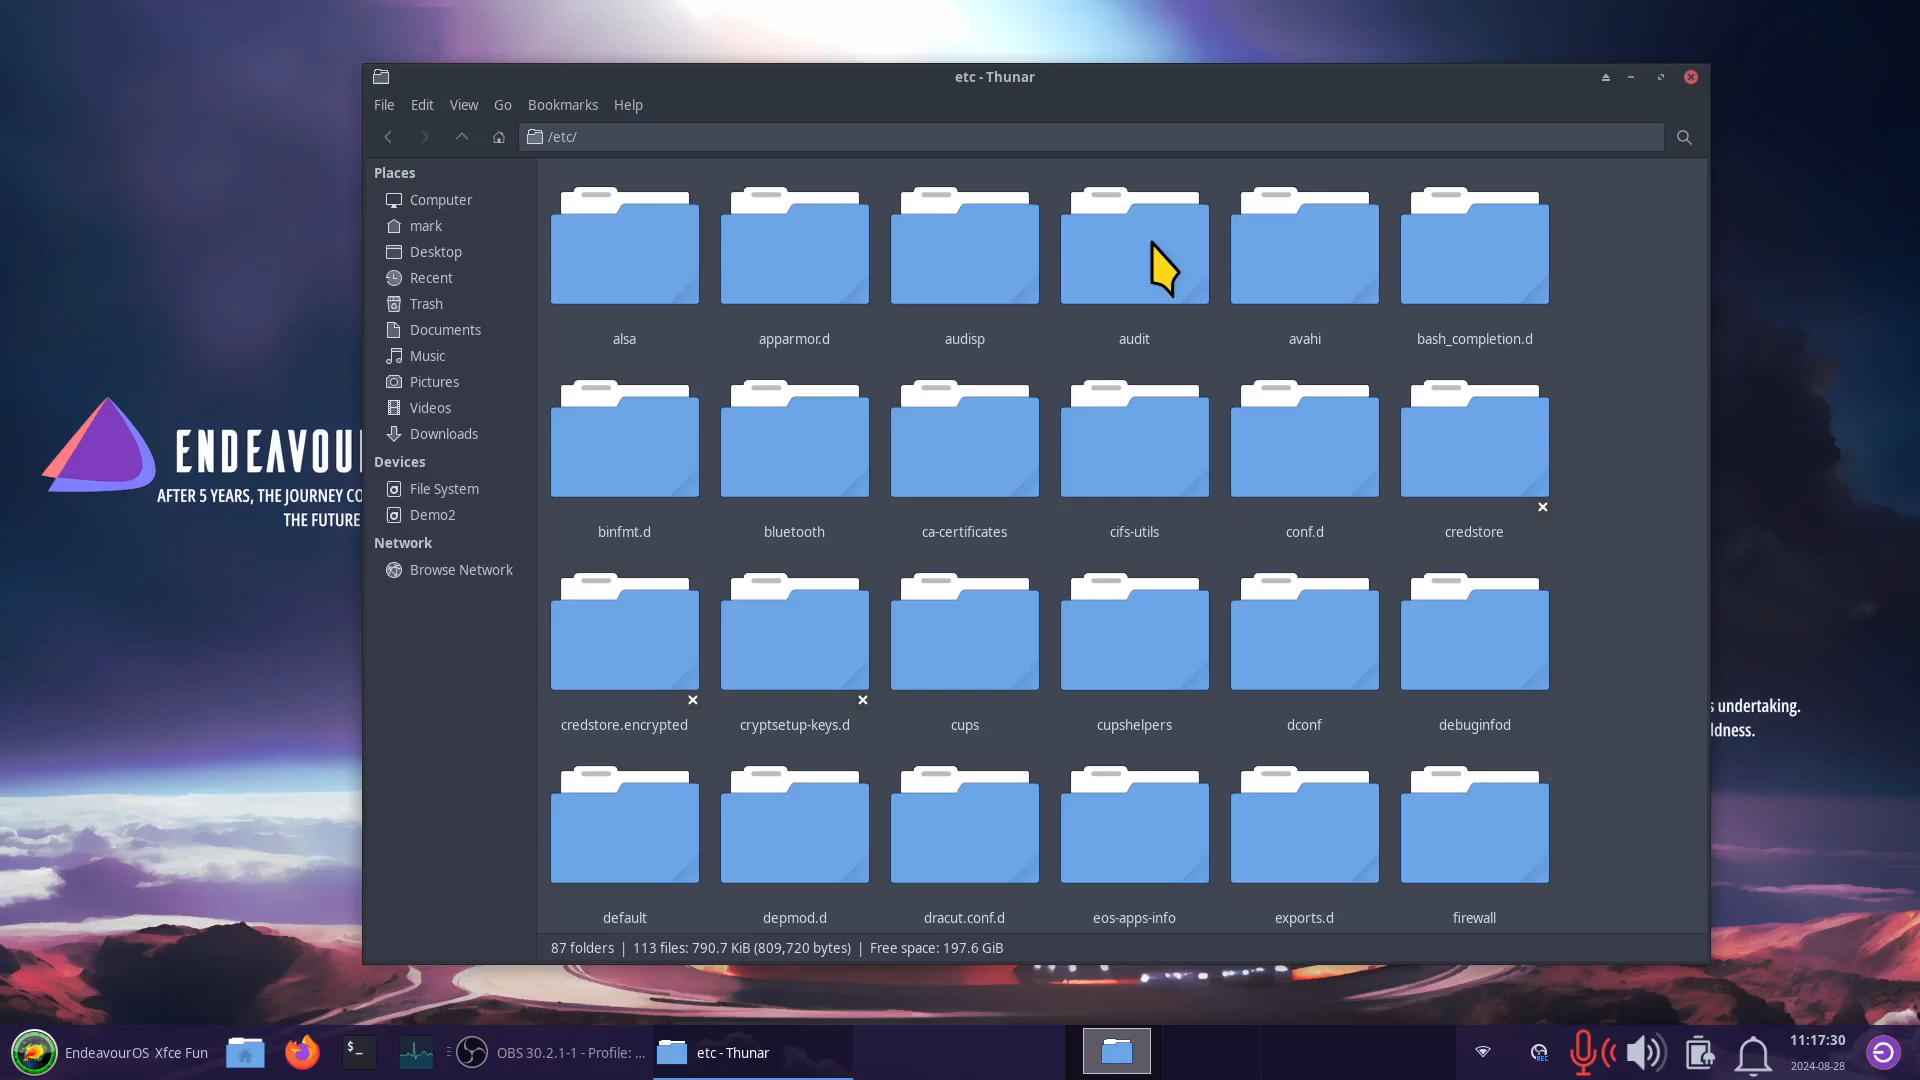 etc - Thunar
File Edit View Go Bookmarks Help
/etc/
Places
Computer
mark
Desktop
Recent
Trash
Documents
Music
Pictures
Videos
Downloads
Devices
File System
Demo2
Network
Browse Network
alsa apparmor.d audisp audit avahi bash_completion.d
binfmt.d bluetooth ca-certificates cifs-utils conf.d credstore
credstore.encrypted cryptsetup-keys.d cups cupshelpers dconf debuginfod
default depmod.d dracut.conf.d eos-apps-info exports.d firewall
87 folders | 113 files: 790.7 KiB (809,720 bytes) | Free space: 197.6 GiB
ENDEAVOU
AFTER 5 YEARS, THE JOURNEY CO
THE FUTURE
s undertaking.
ldness.
EndeavourOS Xfce Fun
$_
OBS 30.2.1-1 - Profile: ...
etc - Thunar
REC
11:17:30
2024-08-28